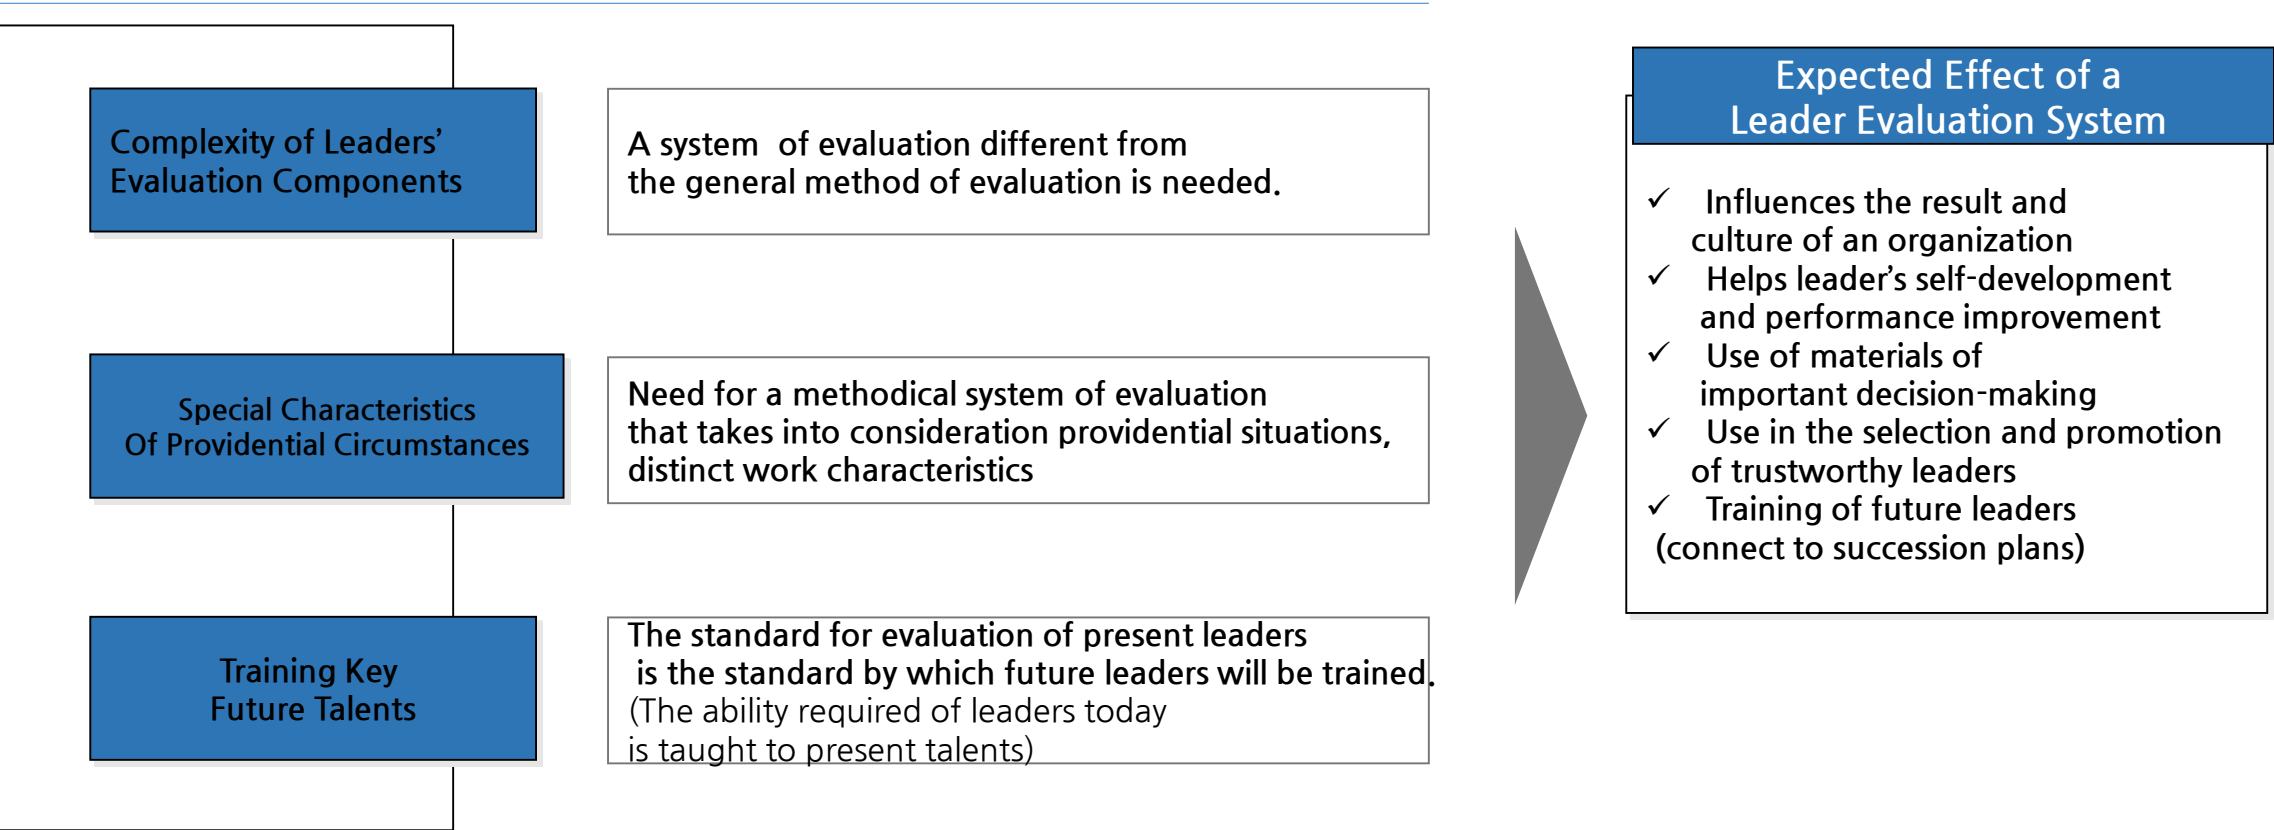 Complexity of Leaders’
Evaluation Components
A system of evaluation different from
the general method of evaluation is needed.
Special Characteristics
Of Providential Circumstances
Need for a methodical system of evaluation
that takes into consideration providential situations,
distinct work characteristics
Training Key
Future Talents
The standard for evaluation of present leaders
is the standard by which future leaders will be trained.
(The ability required of leaders today
is taught to present talents)
Expected Effect of a
Leader Evaluation System
✓ Influences the result and
culture of an organization
✓ Helps leader’s self-development
and performance improvement
✓ Use of materials of
important decision-making
✓ Use in the selection and promotion
of trustworthy leaders
✓ Training of future leaders
(connect to succession plans)